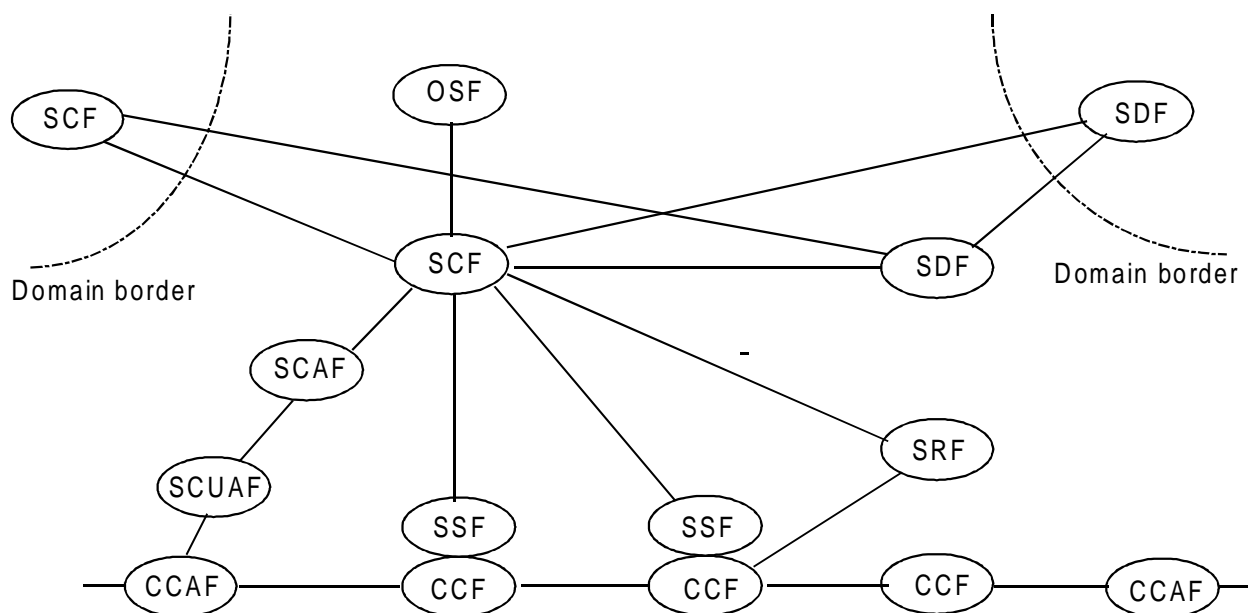 OSF
SCF
SDF
SCF
SDF
Domain border
Domain border
SCAF
SRF
SCUAF
SSF
SSF
CCAF
CCF
CCF
CCF
CCAF